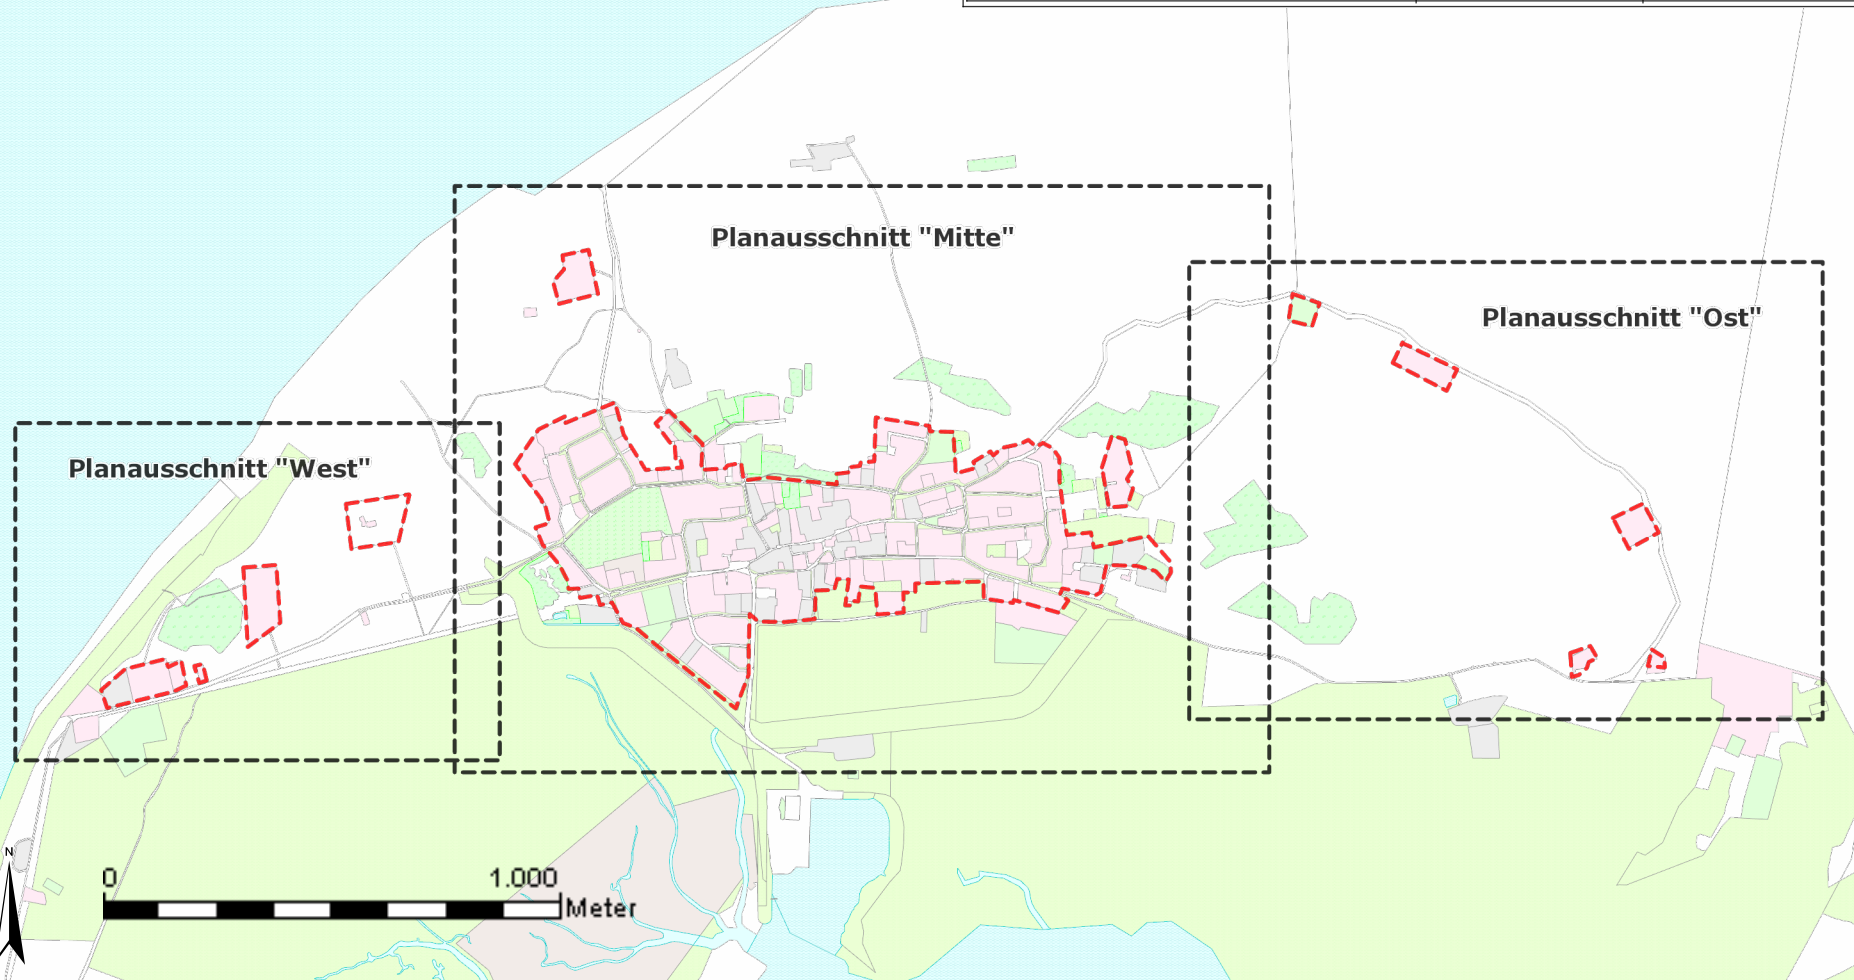 Planausschnitt "Mitte"
Planausschnitt "Ost"
Planausschnitt "West"
N
0 1.000
Meter